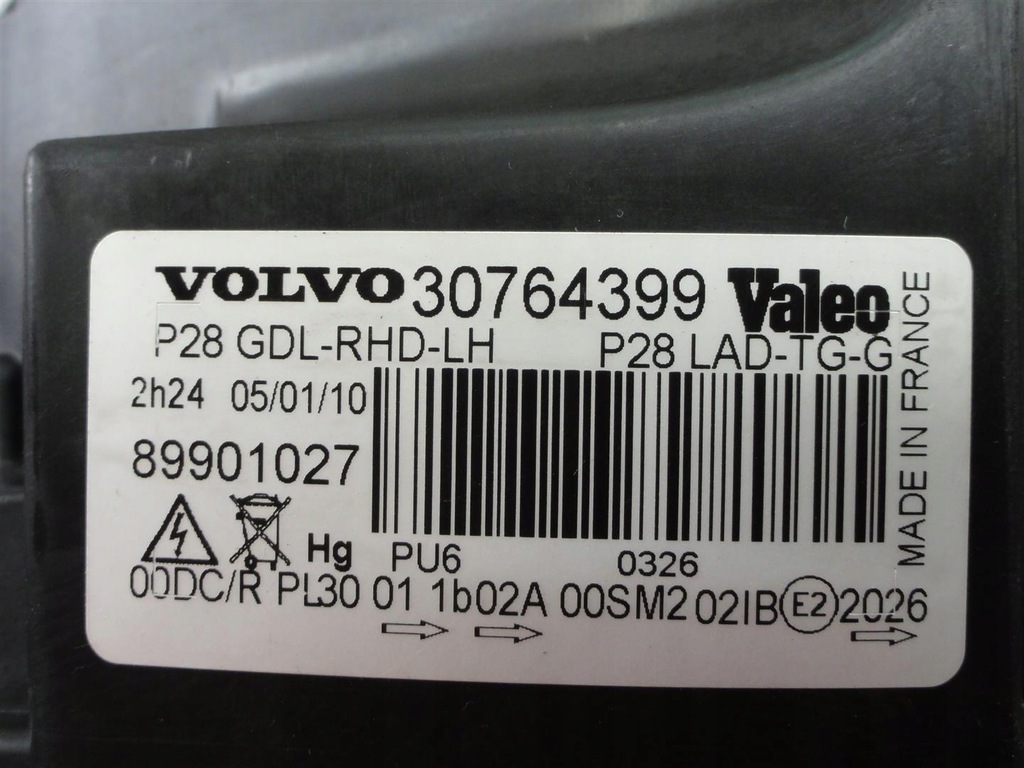 VOLVO 30764399 Valeo
P28 GDL-RHD-LH P28 LAD-TG-G
2h24 05/01/10
89901027
Hg PU6 0326
00DC/R PL30 01 1b02A 00SM2 02IB E2 2026
MADE IN FRANCE